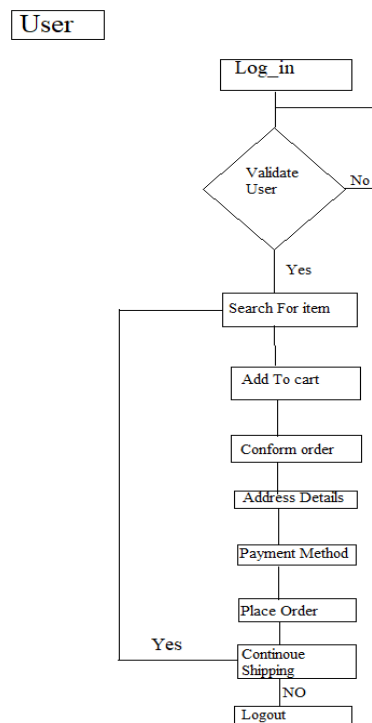 User
Log_in
Validate
User
No
Yes
Search For item
Add To cart
Conform order
Address Details
Payment Method
Place Order
Yes
Continoue
Shipping
NO
Logout